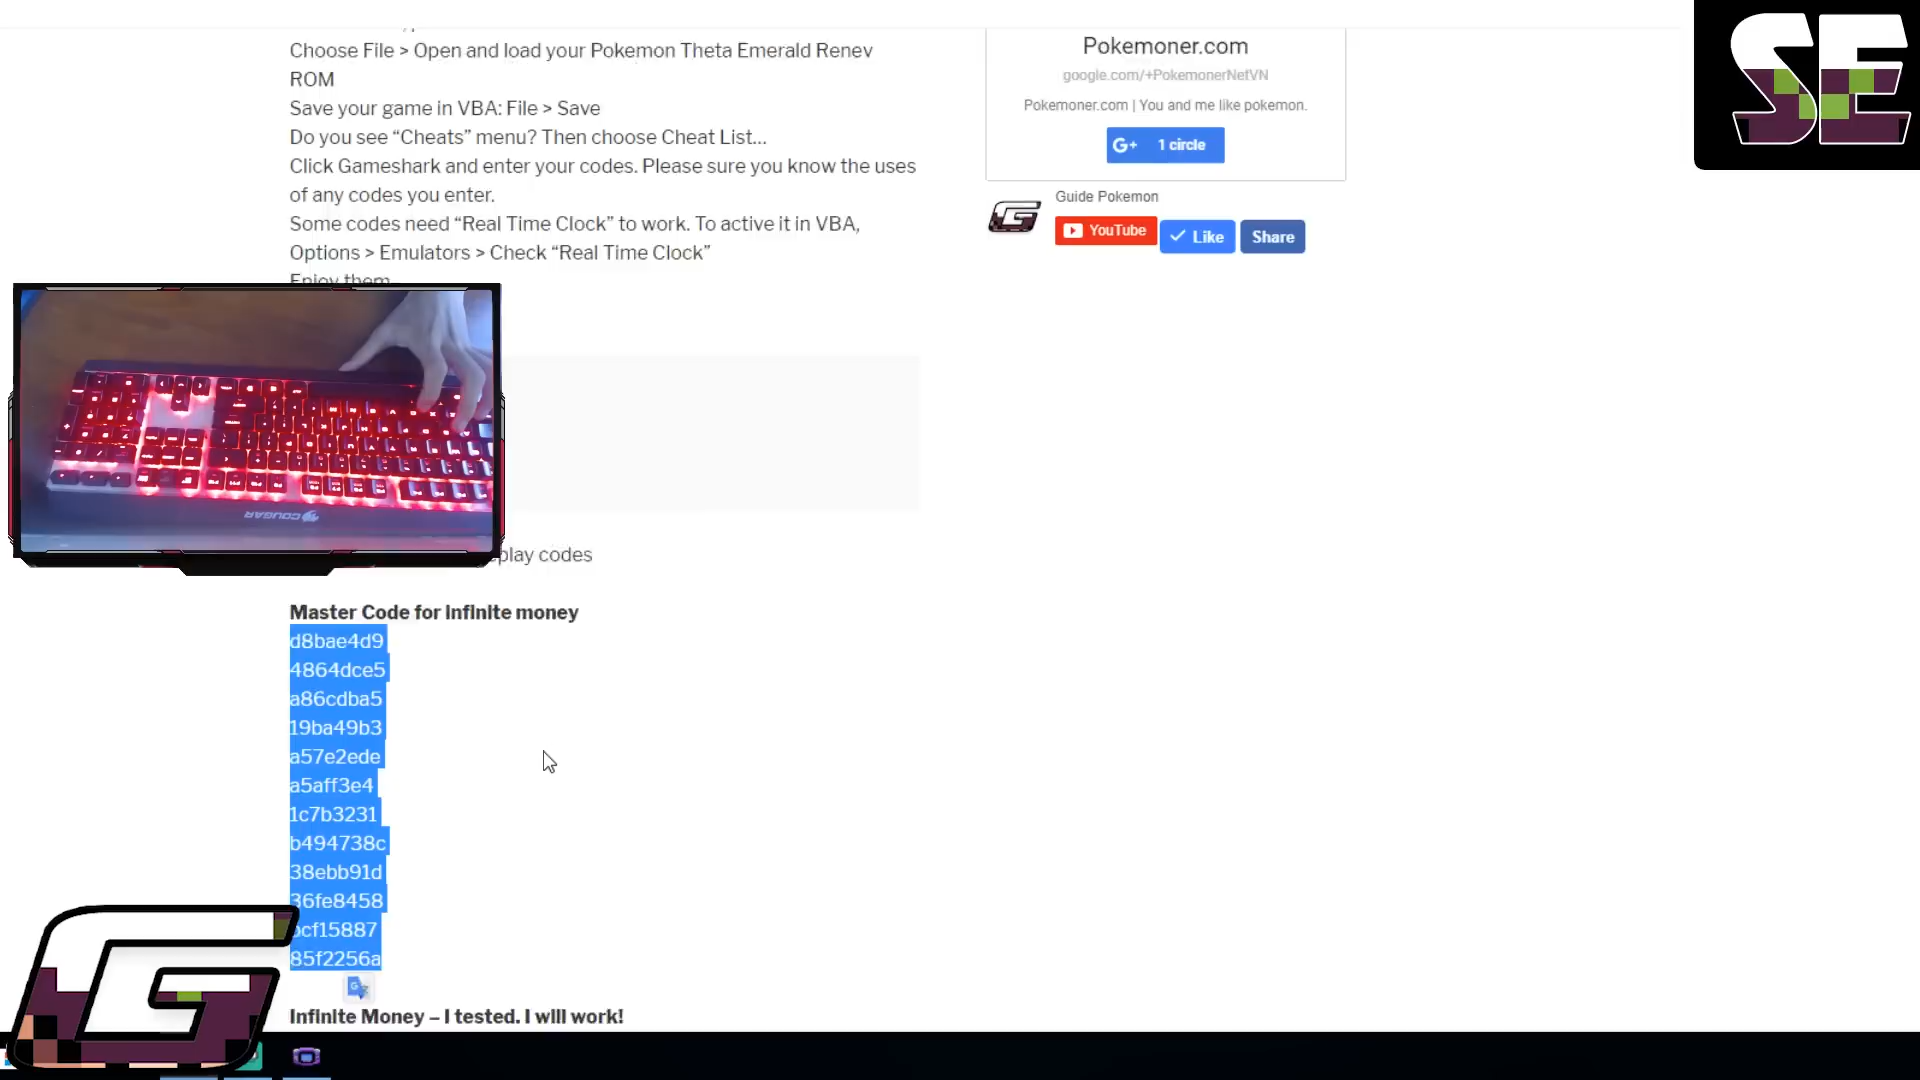 Choose File > Open and load your Pokemon Theta Emerald Renev
ROM
Save your game in VBA: File > Save
Do you see “Cheats” menu? Then choose Cheat List...
Click Gameshark and enter your codes. Please sure you know the uses
of any codes you enter.
Some codes need “Real Time Clock” to work. To active it in VBA,
Options > Emulators > Check “Real Time Clock”
Enjoy them
COUGAR
play codes
Master Code for infinite money
d8bae4d9
4864dce5
a86cdba5
19ba49b3
a57e2ede
a5aff3e4
1c7b3231
b494738c
38ebb91d
36fe8458
cf15887
85f2256a
Infinite Money – I tested. I will work!
Pokemoner.com
google.com/+PokemonerNetVN
Pokemoner.com | You and me like pokemon.
G+ 1 circle
Guide Pokemon
YouTube
Like
Share
SE
G